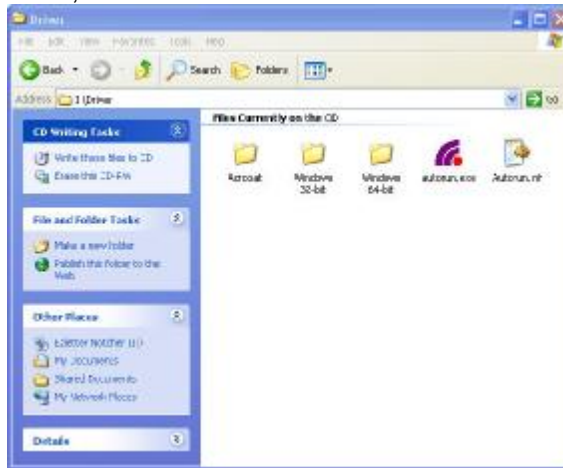 Driver
File Edit View Favorites Tools Help
Back
Search Folders
Address I:\Driver
Go
Files Currently on the CD
CD Writing Tasks
Write these files to CD
Erase this CD-RW
Acrobat
Windows 32-bit
Windows 64-bit
autorun.exe
Autorun.inf
File and Folder Tasks
Make a new folder
Publish this folder to the
Web
Other Places
My Documents
Shared Documents
My Network Places
Details